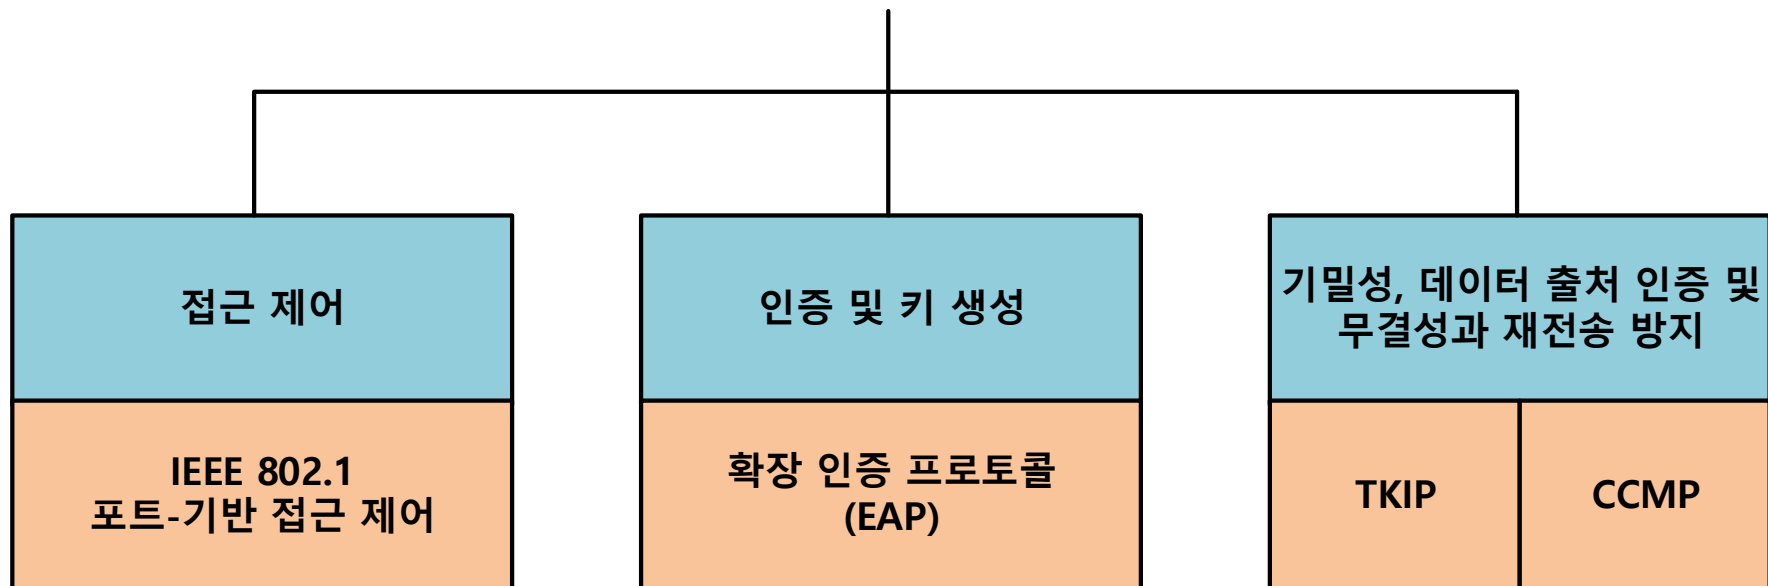 접근 제어
인증 및 키 생성
기밀성, 데이터 출처 인증 및
무결성과 재전송 방지
IEEE 802.1
포트-기반 접근 제어
확장 인증 프로토콜
(EAP)
TKIP
CCMP